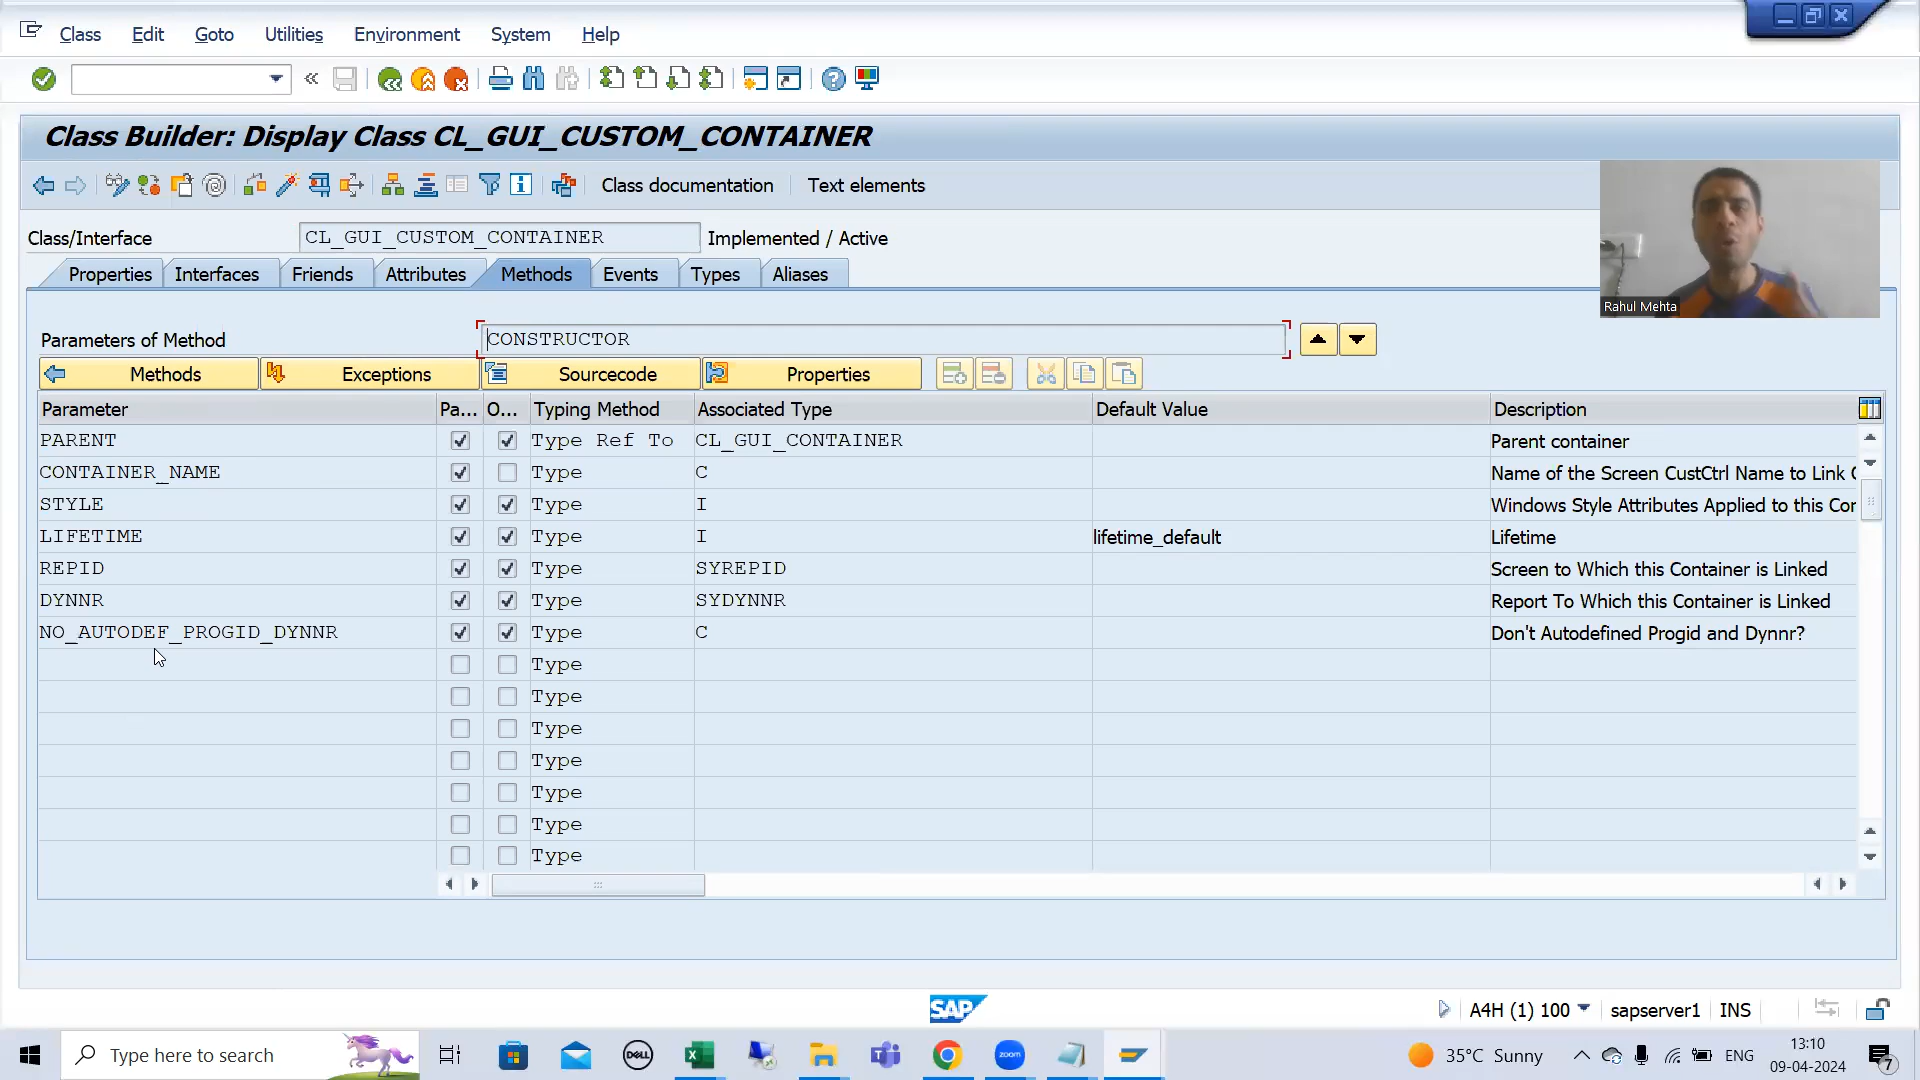 Class Edit Goto Utilities Environment System Help
Class Builder: Display Class CL_GUI_CUSTOM_CONTAINER
Class documentation Text elements
Class/Interface CL_GUI_CUSTOM_CONTAINER Implemented / Active
Properties Interfaces Friends Attributes Methods Events Types Aliases
Rahul Mehta
Parameters of Method CONSTRUCTOR
Methods Exceptions Sourcecode Properties
Parameter Pa... O... Typing Method Associated Type Default Value Description
PARENT Type Ref To CL_GUI_CONTAINER Parent container
CONTAINER_NAME Type C Name of the Screen CustCtrl Name to Link
STYLE Type I Windows Style Attributes Applied to this Con
LIFETIME Type I lifetime_default Lifetime
REPID Type SYREPID Screen to Which this Container is Linked
DYNNR Type SYDYNNR Report To Which this Container is Linked
NO_AUTODEF_PROGID_DYNNR Type C Don't Autodefined Progid and Dynnr?
Type
Type
Type
Type
Type
Type
Type
SAP A4H (1) 100 sapserver1 INS
Type here to search DELL zoom 35°C Sunny ENG 13:10
09-04-2024 7